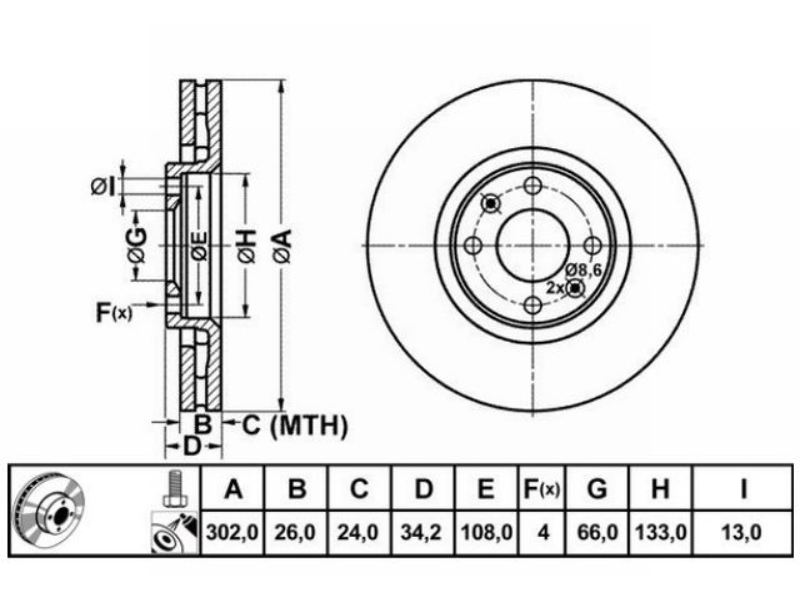 ØI
ØG
ØE
ØH
ØA
F(x)
B
C (MTH)
D
Ø8,6
2x
A B C D E F(x) G H I
302,0 26,0 24,0 34,2 108,0 4 66,0 133,0 13,0